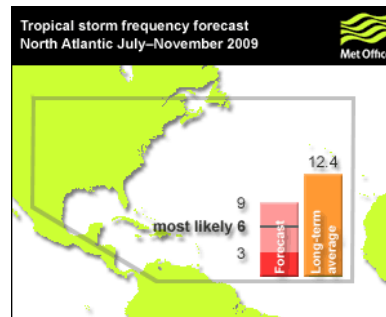 Tropical storm frequency forecast
North Atlantic July–November 2009
Met Office
12.4
9
most likely 6
3
Forecast
Long-term
average